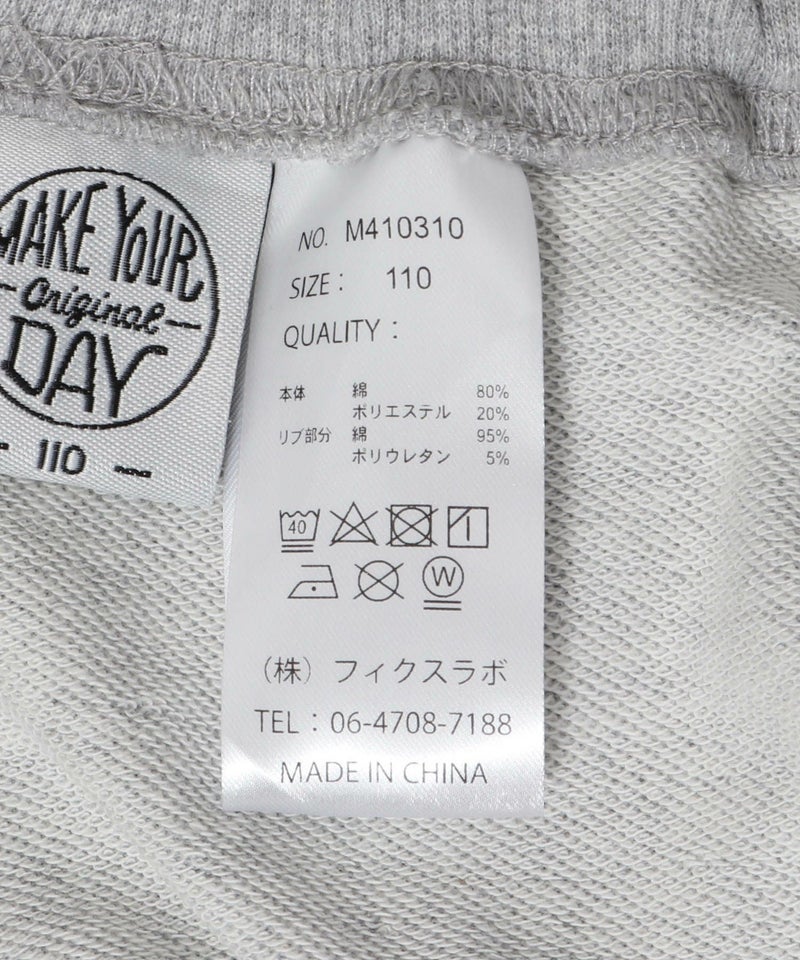 MAKE YOUR
Original
DAY
110
NO. M410310
SIZE： 110
QUALITY：
本体 綿 80%
ポリエステル 20%
リブ部分 綿 95%
ポリウレタン 5%
40
W
（株）フィクスラボ
TEL：06-4708-7188
MADE IN CHINA